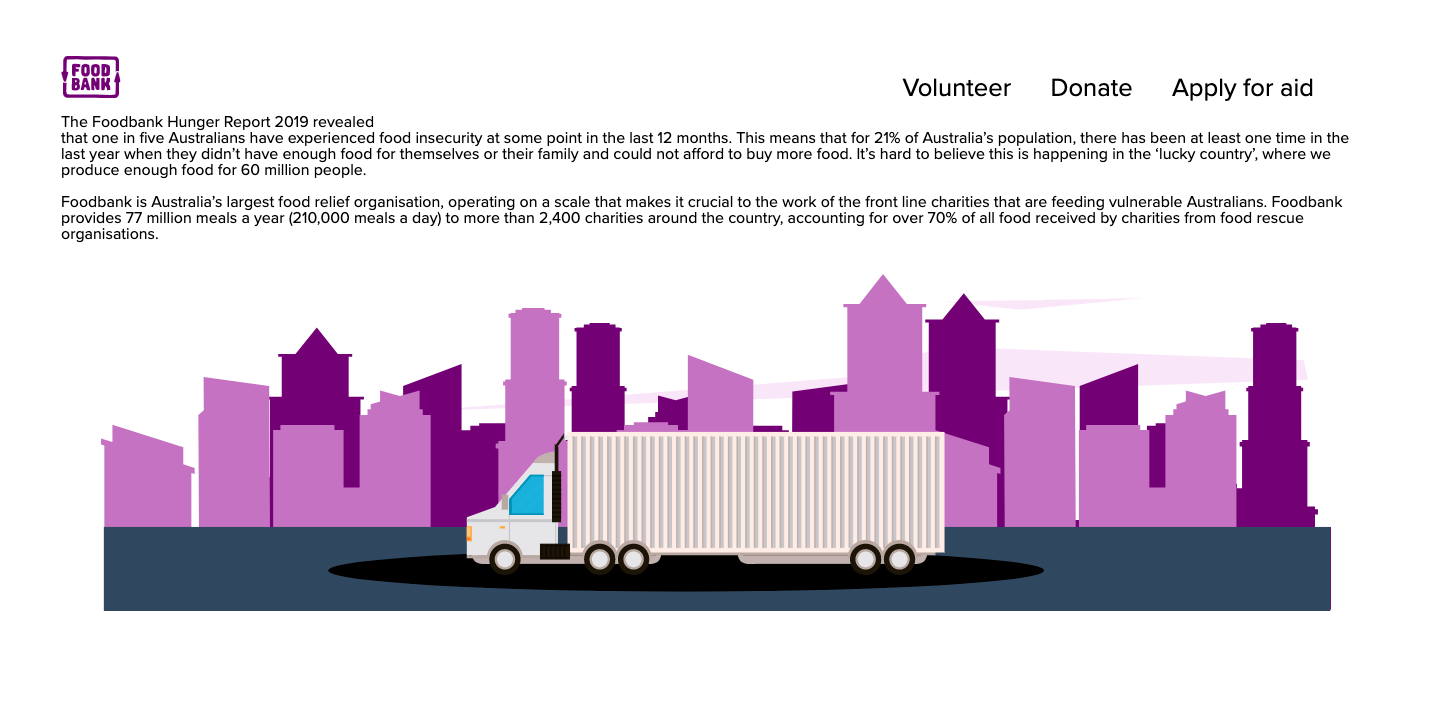 FOOD
BANK
Volunteer Donate Apply for aid
The Foodbank Hunger Report 2019 revealed
that one in five Australians have experienced food insecurity at some point in the last 12 months. This means that for 21% of Australia’s population, there has been at least one time in the
last year when they didn’t have enough food for themselves or their family and could not afford to buy more food. It’s hard to believe this is happening in the ‘lucky country’, where we
produce enough food for 60 million people.
Foodbank is Australia’s largest food relief organisation, operating on a scale that makes it crucial to the work of the front line charities that are feeding vulnerable Australians. Foodbank
provides 77 million meals a year (210,000 meals a day) to more than 2,400 charities around the country, accounting for over 70% of all food received by charities from food rescue
organisations.